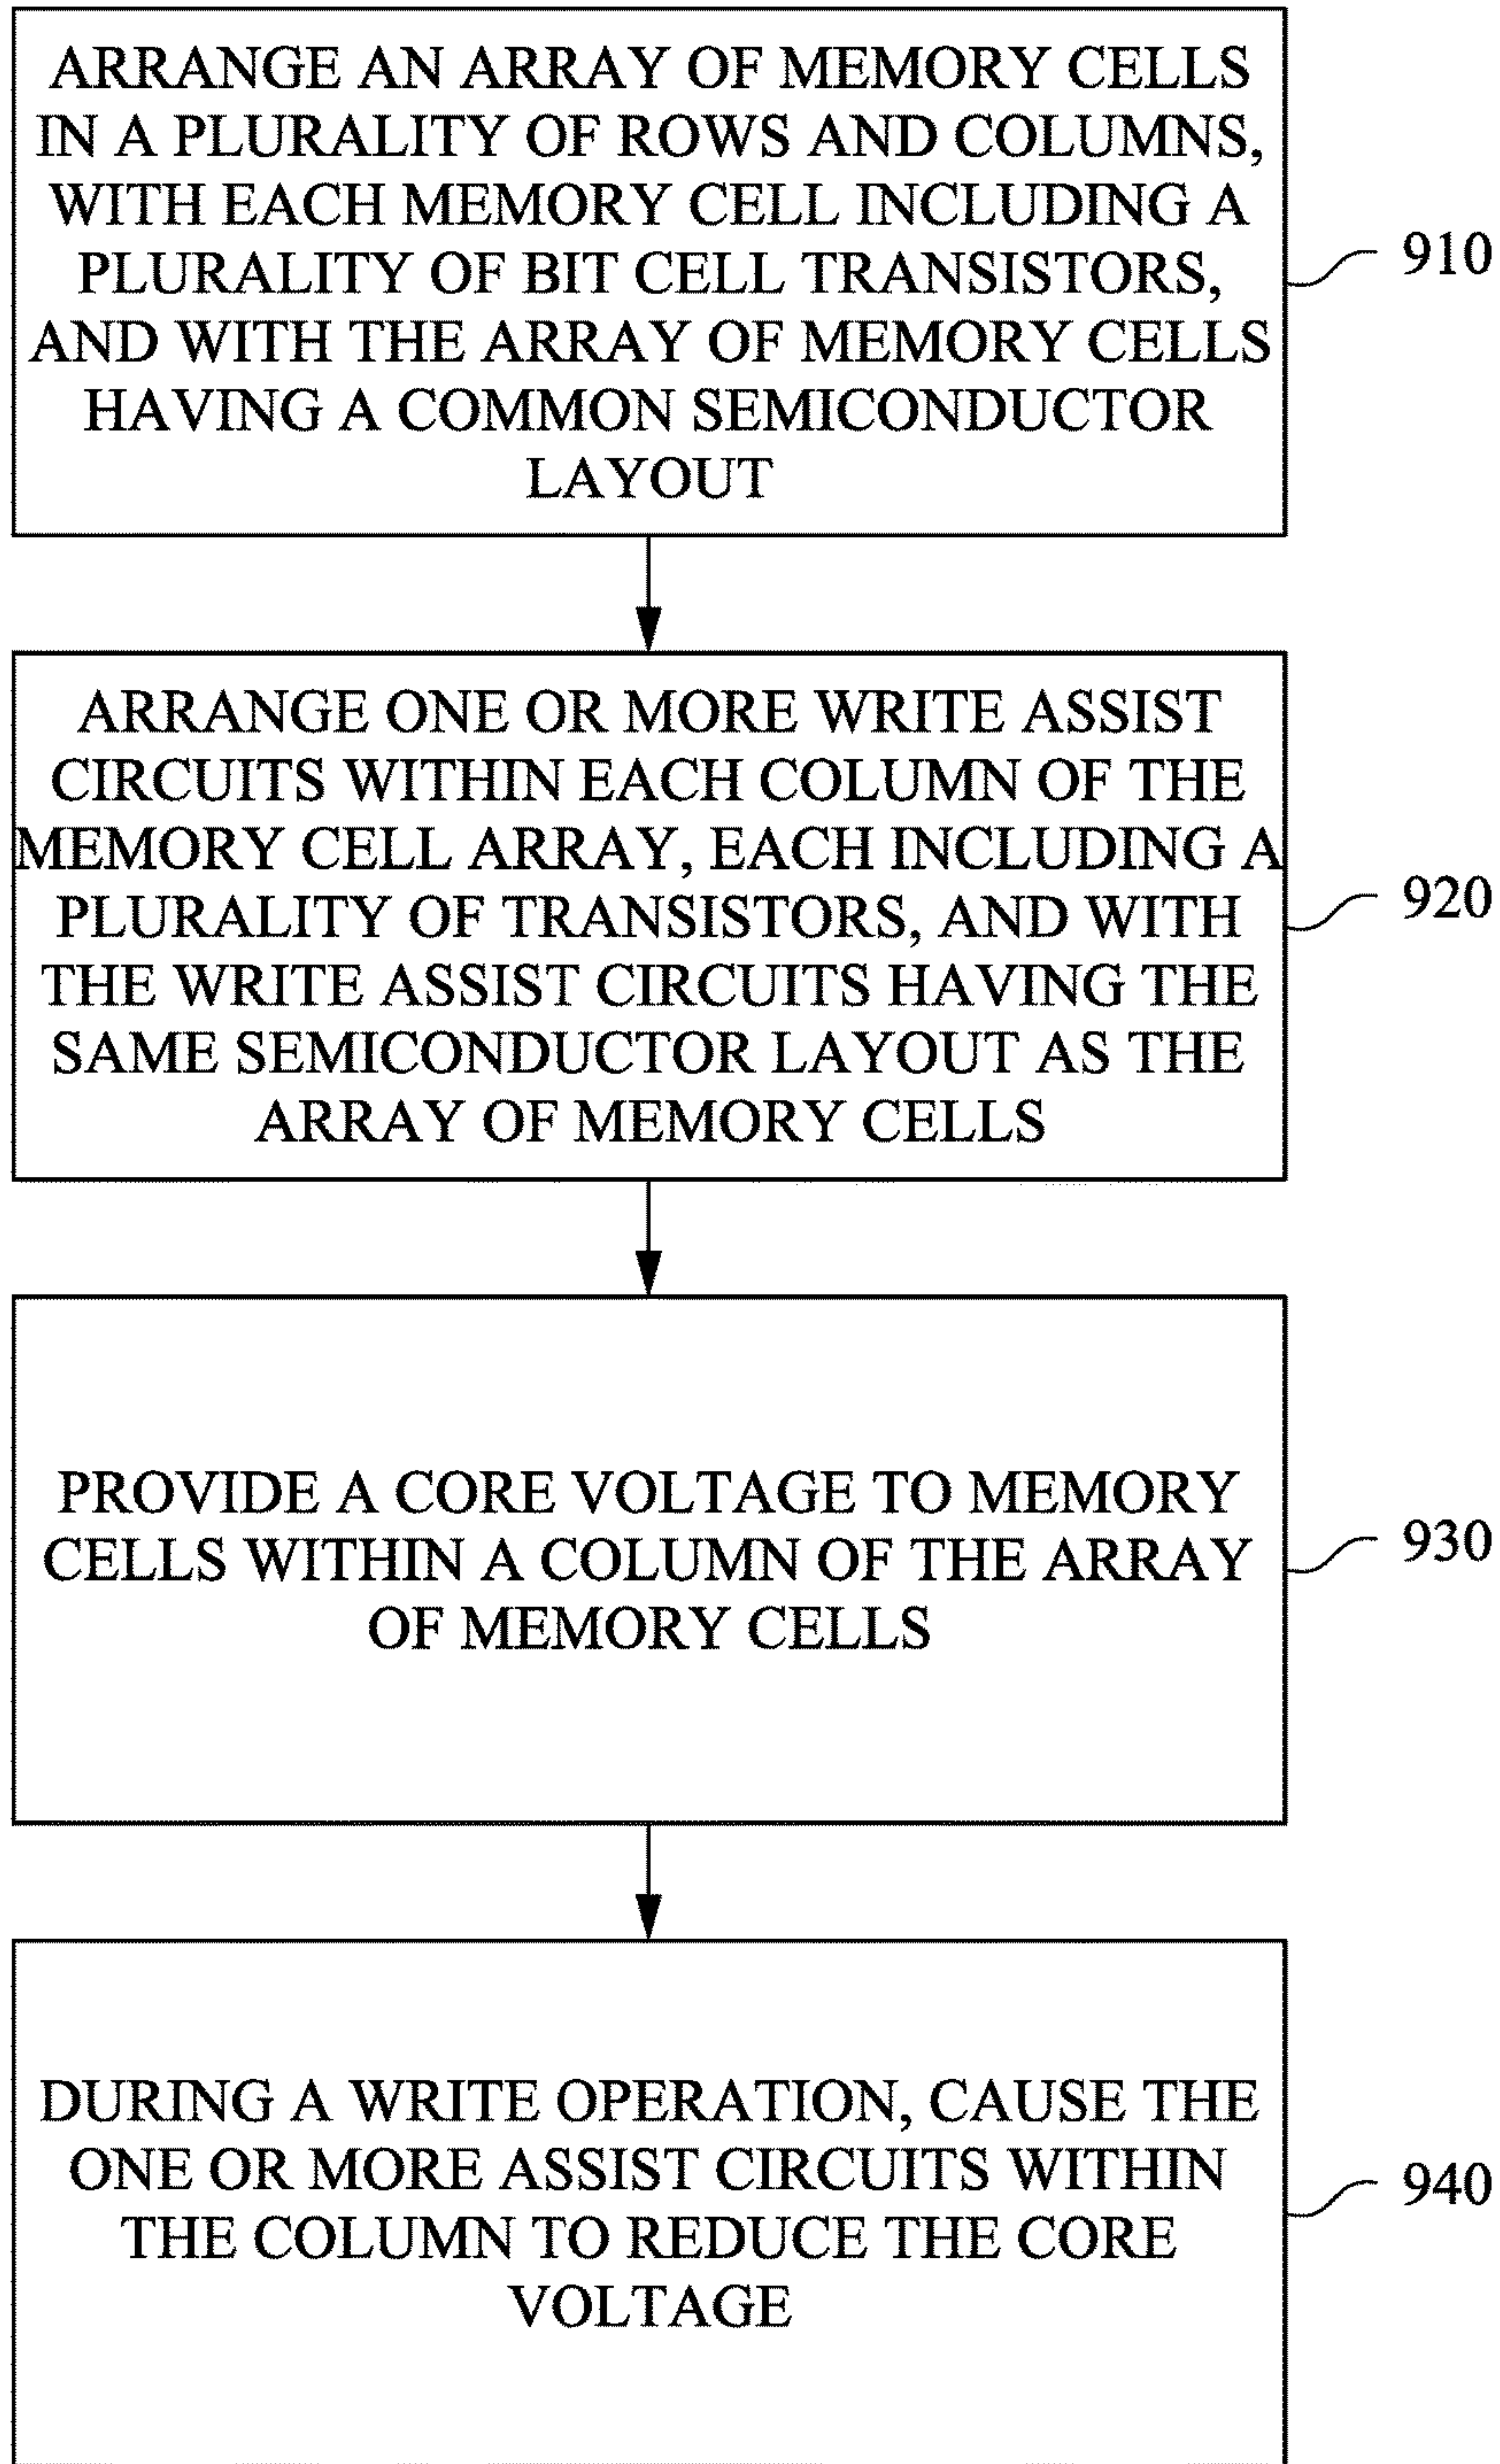 ARRANGE AN ARRAY OF MEMORY CELLS
IN A PLURALITY OF ROWS AND COLUMNS,
WITH EACH MEMORY CELL INCLUDING A
PLURALITY OF BIT CELL TRANSISTORS,
AND WITH THE ARRAY OF MEMORY CELLS
HAVING A COMMON SEMICONDUCTOR
LAYOUT
910
ARRANGE ONE OR MORE WRITE ASSIST
CIRCUITS WITHIN EACH COLUMN OF THE
MEMORY CELL ARRAY, EACH INCLUDING A
PLURALITY OF TRANSISTORS, AND WITH
THE WRITE ASSIST CIRCUITS HAVING THE
SAME SEMICONDUCTOR LAYOUT AS THE
ARRAY OF MEMORY CELLS
920
PROVIDE A CORE VOLTAGE TO MEMORY
CELLS WITHIN A COLUMN OF THE ARRAY
OF MEMORY CELLS
930
DURING A WRITE OPERATION, CAUSE THE
ONE OR MORE ASSIST CIRCUITS WITHIN
THE COLUMN TO REDUCE THE CORE
VOLTAGE
940